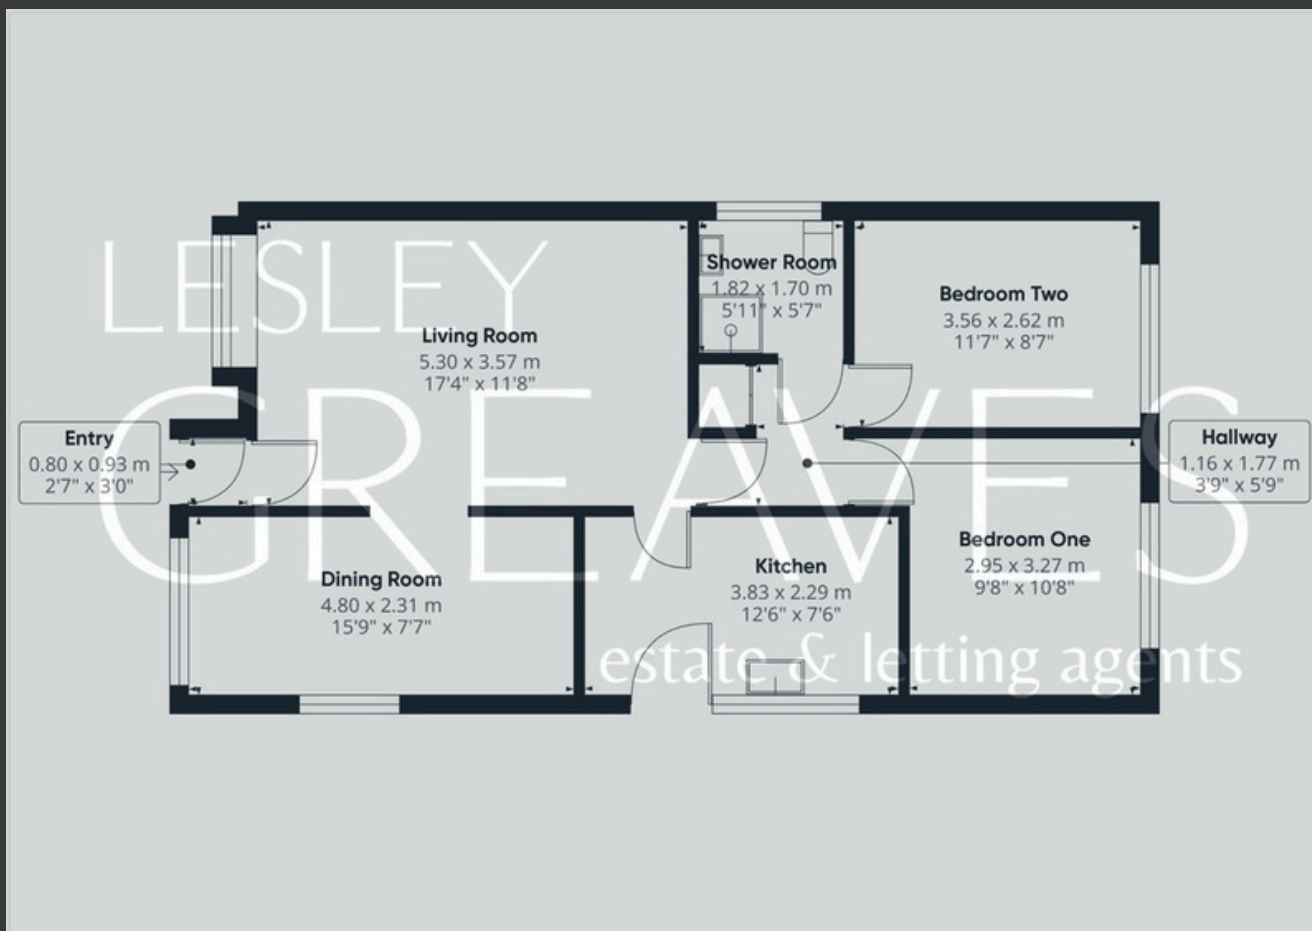 LESLEY
GREAVES
estate & letting agents
Shower Room
1.82 x 1.70 m
5'11" x 5'7"
Bedroom Two
3.56 x 2.62 m
11'7" x 8'7"
Living Room
5.30 x 3.57 m
17'4" x 11'8"
Entry
0.80 x 0.93 m
2'7" x 3'0"
Hallway
1.16 x 1.77 m
3'9" x 5'9"
Dining Room
4.80 x 2.31 m
15'9" x 7'7"
Kitchen
3.83 x 2.29 m
12'6" x 7'6"
Bedroom One
2.95 x 3.27 m
9'8" x 10'8"